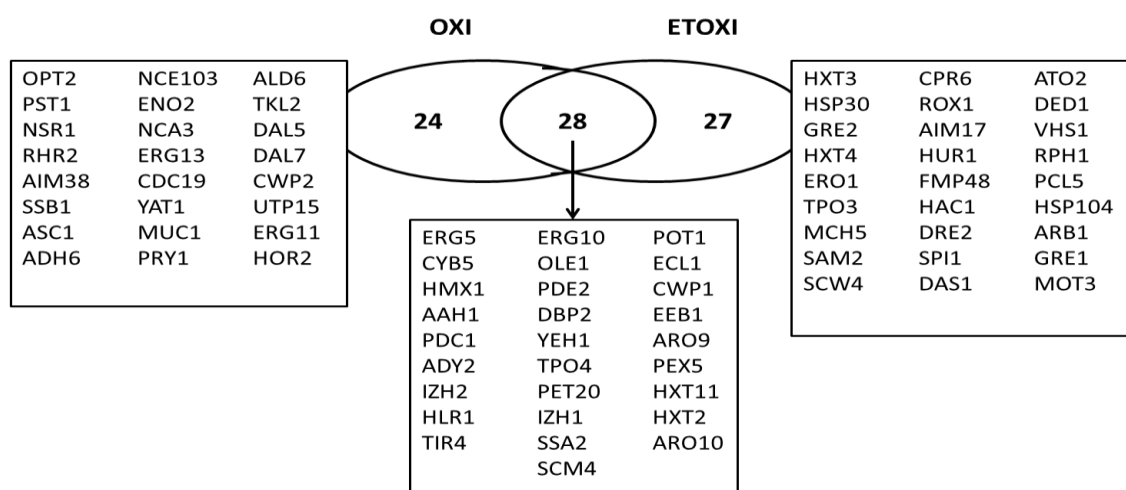 OXI ETOXI
24 28 27
OPT2 NCE103 ALD6
PST1 ENO2 TKL2
NSR1 NCA3 DAL5
RHR2 ERG13 DAL7
AIM38 CDC19 CWP2
SSB1 YAT1 UTP15
ASC1 MUC1 ERG11
ADH6 PRY1 HOR2
HXT3 CPR6 ATO2
HSP30 ROX1 DED1
GRE2 AIM17 VHS1
HXT4 HUR1 RPH1
ERO1 FMP48 PCL5
TPO3 HAC1 HSP104
MCH5 DRE2 ARB1
SAM2 SPI1 GRE1
SCW4 DAS1 MOT3
ERG5 ERG10 POT1
CYB5 OLE1 ECL1
HMX1 PDE2 CWP1
AAH1 DBP2 EEB1
PDC1 YEH1 ARO9
ADY2 TPO4 PEX5
IZH2 PET20 HXT11
HLR1 IZH1 HXT2
TIR4 SSA2 ARO10
SCM4